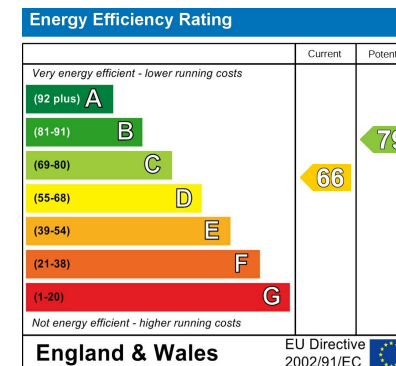 Energy Efficiency Rating
Current Potent
Very energy efficient - lower running costs
(92 plus) A
(81-91) B
(69-80) C
79
(55-68) D
66
(39-54) E
(21-38) F
(1-20) G
Not energy efficient - higher running costs
England & Wales
EU Directive
2002/91/EC